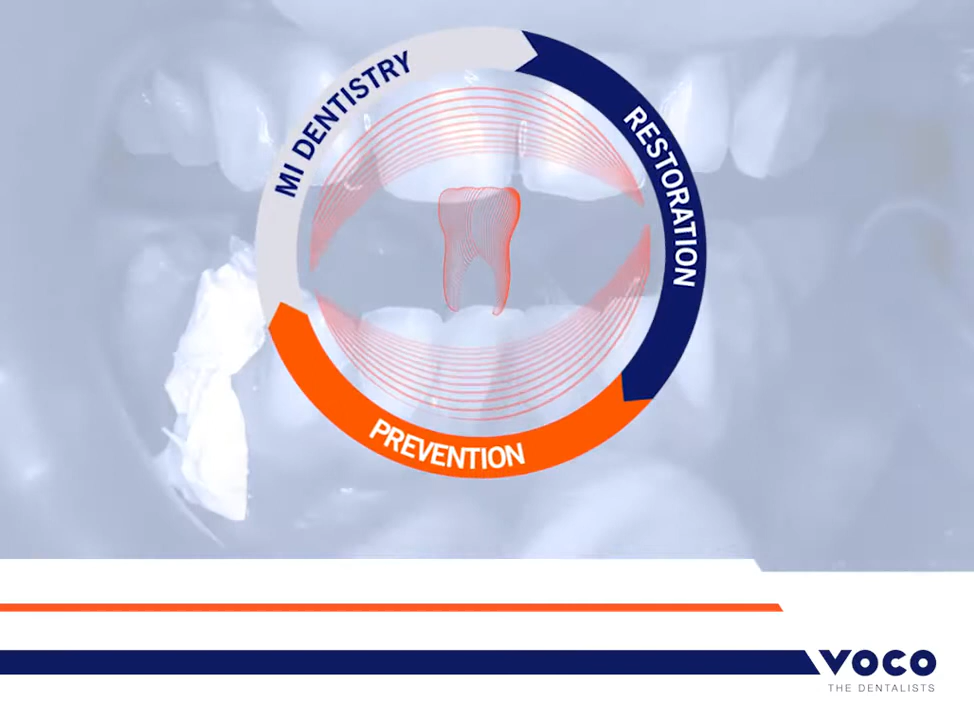 MI DENTISTRY
RESTORATION
PREVENTION
VOCO
THE DENTALISTS